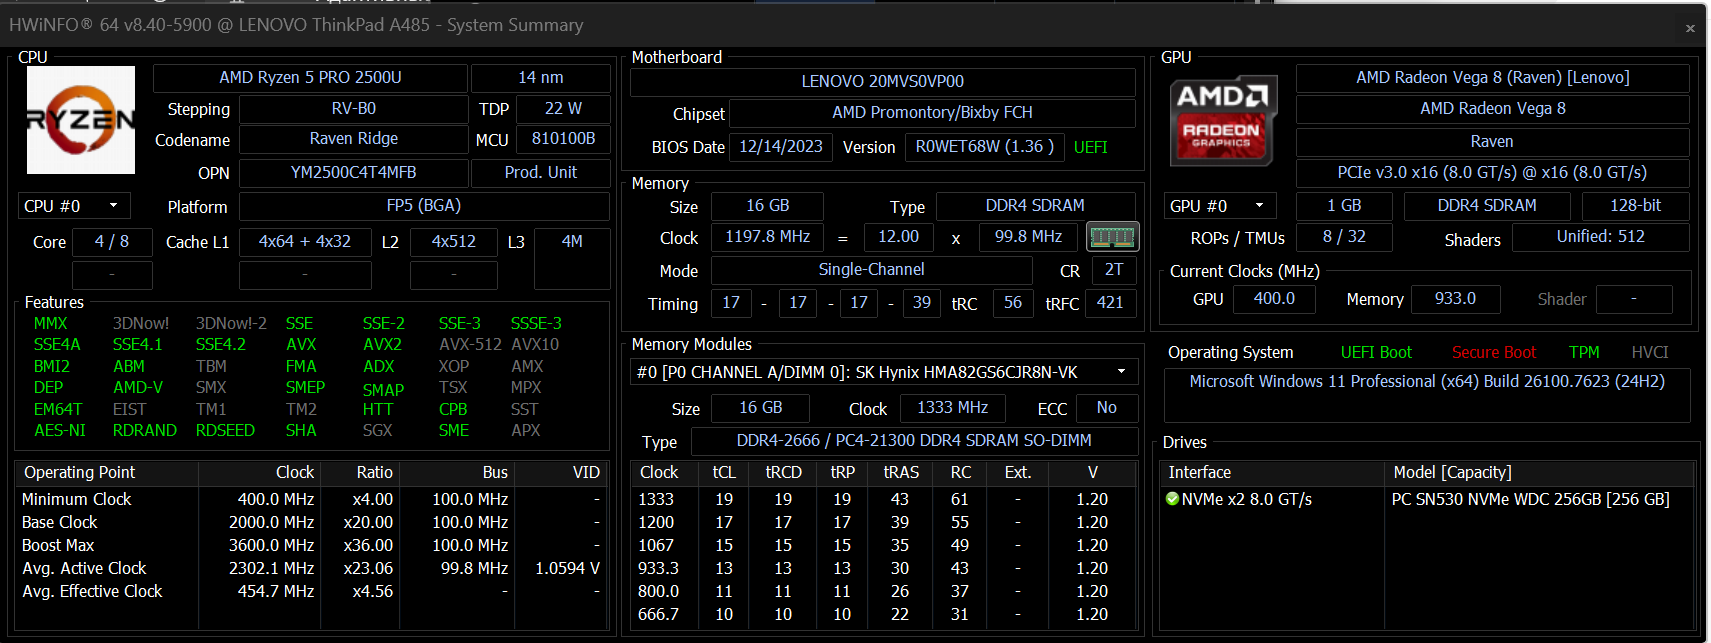 HWiNFO® 64 v8.40-5900 @ LENOVO ThinkPad A485 - System Summary
CPU
RYZEN
AMD Ryzen 5 PRO 2500U 14 nm
Stepping RV-B0 TDP 22 W
Codename Raven Ridge MCU 810100B
OPN YM2500C4T4MFB Prod. Unit
CPU #0 Platform FP5 (BGA)
Core 4 / 8 Cache L1 4x64 + 4x32 L2 4x512 L3 4M
- - -
Features
MMX 3DNow! 3DNow!-2 SSE SSE-2 SSE-3 SSSE-3
SSE4A SSE4.1 SSE4.2 AVX AVX2 AVX-512 AVX10
BMI2 ABM TBM FMA ADX XOP AMX
DEP AMD-V SMX SMEP SMAP TSX MPX
EM64T EIST TM1 TM2 HTT CPB SST
AES-NI RDRAND RDSEED SHA SGX SME APX
Operating Point Clock Ratio Bus VID
Minimum Clock 400.0 MHz x4.00 100.0 MHz -
Base Clock 2000.0 MHz x20.00 100.0 MHz -
Boost Max 3600.0 MHz x36.00 100.0 MHz -
Avg. Active Clock 2302.1 MHz x23.06 99.8 MHz 1.0594 V
Avg. Effective Clock 454.7 MHz x4.56 - -
Motherboard
LENOVO 20MVS0VP00
Chipset AMD Promontory/Bixby FCH
BIOS Date 12/14/2023 Version R0WET68W (1.36 ) UEFI
Memory
Size 16 GB Type DDR4 SDRAM
Clock 1197.8 MHz = 12.00 x 99.8 MHz
Mode Single-Channel CR 2T
Timing 17 - 17 - 17 - 39 tRC 56 tRFC 421
Memory Modules
#0 [P0 CHANNEL A/DIMM 0]: SK Hynix HMA82GS6CJR8N-VK
Size 16 GB Clock 1333 MHz ECC No
Type DDR4-2666 / PC4-21300 DDR4 SDRAM SO-DIMM
Clock tCL tRCD tRP tRAS RC Ext. V
1333 19 19 19 43 61 - 1.20
1200 17 17 17 39 55 - 1.20
1067 15 15 15 35 49 - 1.20
933.3 13 13 13 30 43 - 1.20
800.0 11 11 11 26 37 - 1.20
666.7 10 10 10 22 31 - 1.20
GPU
AMD
RADEON
GRAPHICS
AMD Radeon Vega 8 (Raven) [Lenovo]
AMD Radeon Vega 8
Raven
PCIe v3.0 x16 (8.0 GT/s) @ x16 (8.0 GT/s)
GPU #0 1 GB DDR4 SDRAM 128-bit
ROPs / TMUs 8 / 32 Shaders Unified: 512
Current Clocks (MHz)
GPU 400.0 Memory 933.0 Shader -
Operating System UEFI Boot Secure Boot TPM HVCI
Microsoft Windows 11 Professional (x64) Build 26100.7623 (24H2)
Drives
Interface Model [Capacity]
NVMe x2 8.0 GT/s PC SN530 NVMe WDC 256GB [256 GB]